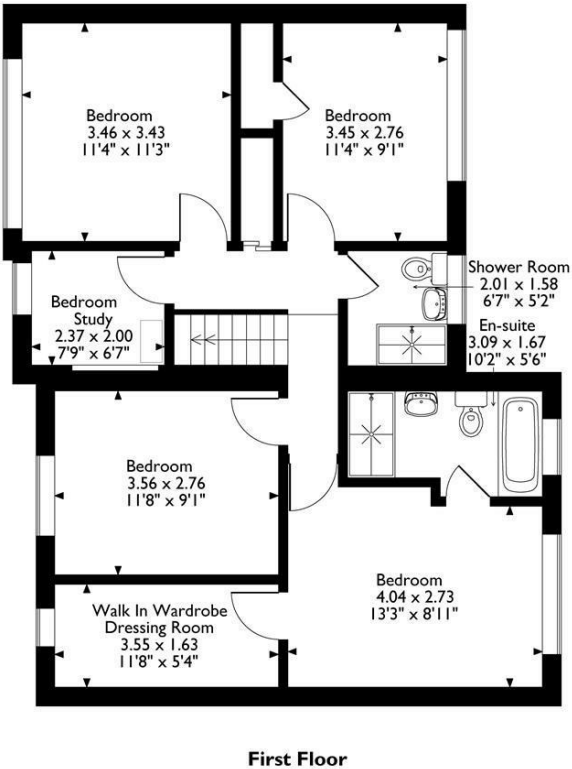 Bedroom
3.46 x 3.43
11'4" x 11'3"
Bedroom
3.45 x 2.76
11'4" x 9'1"
Shower Room
2.01 x 1.58
6'7" x 5'2"
En-suite
3.09 x 1.67
10'2" x 5'6"
Bedroom
Study
2.37 x 2.00
7'9" x 6'7"
Bedroom
3.56 x 2.76
11'8" x 9'1"
Bedroom
4.04 x 2.73
13'3" x 8'11"
Walk In Wardrobe
Dressing Room
3.55 x 1.63
11'8" x 5'4"
First Floor